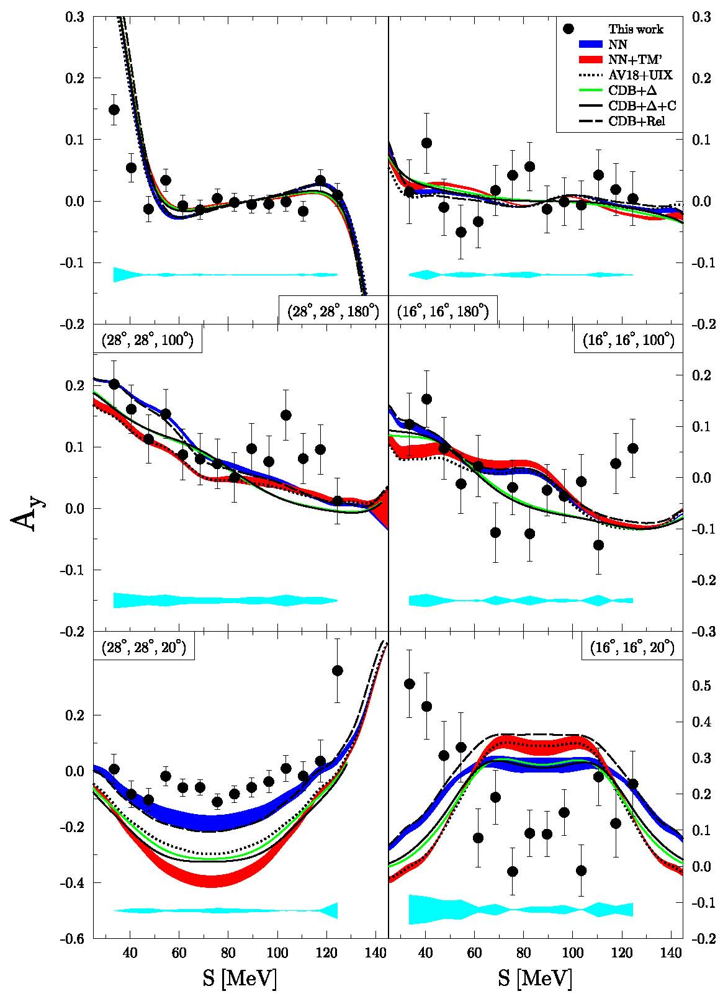 0.3
0.2
0.1
0.0
-0.1
-0.2
This work
NN
NN+TM'
AV18+UIX
CDB+Δ
CDB+Δ+C
CDB+Rel
0.3
0.2
0.1
0.0
-0.1
-0.2
(28°, 28°, 180°)
(16°, 16°, 180°)
(28°, 28°, 100°)
(16°, 16°, 100°)
0.2
0.1
0.0
-0.1
-0.2
0.2
0.1
0.0
-0.1
-0.2
-0.3
A_y
(28°, 28°, 20°)
(16°, 16°, 20°)
0.2
0.0
-0.2
-0.4
-0.6
0.5
0.4
0.3
0.2
0.1
0.0
-0.1
-0.2
40 60 80 100 120 140
40 60 80 100 120 140
S [MeV]
S [MeV]